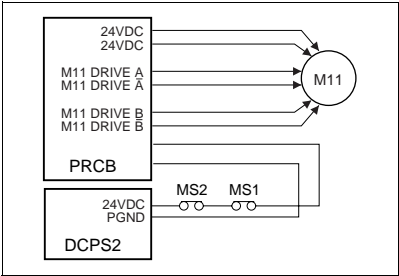 24VDC
24VDC
M11 DRIVE A
M11 DRIVE A̅
M11 DRIVE B
M11 DRIVE B̅
M11
PRCB
MS2 MS1
24VDC
PGND
DCPS2